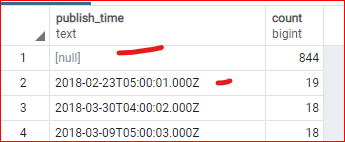 publish_time count
text bigint
1 [null] 844
2 2018-02-23T05:00:01.000Z 19
3 2018-03-30T04:00:02.000Z 18
4 2018-03-09T05:00:03.000Z 18